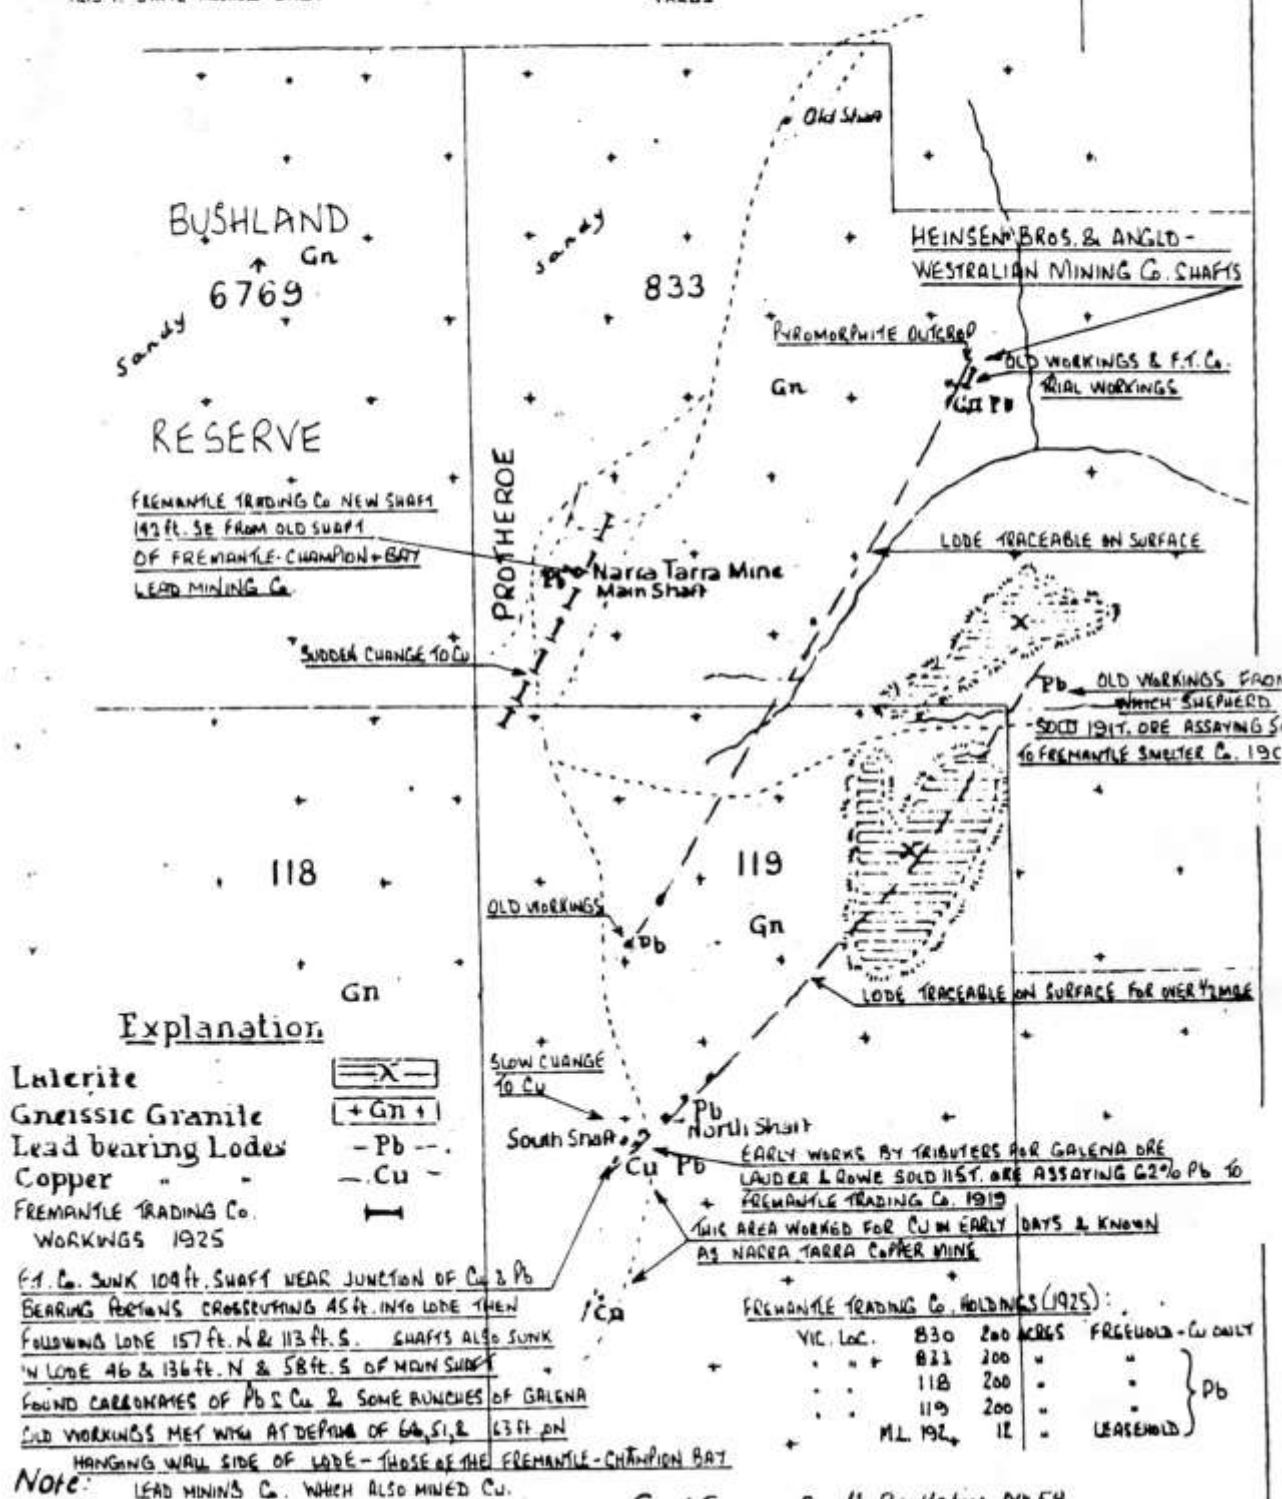 Old Shaft
BUSHLAND
Gn
6769
Sandy
RESERVE
Sandy
833
HEINSEN BROS. & ANGLO-
WESTRALIAN MINING Co. SHAFTS
PYROMORPHITE OUTCROP
OLD WORKINGS & F.T. Co.
TRIAL WORKINGS
Gn
Pb
FREMANTLE TRADING Co NEW SHAFT
142 ft. SE FROM OLD SHAFT
OF FREMANTLE-CHAMPION BAY
LEAD MINING Co.
PROTHEROE
LODE TRACEABLE ON SURFACE
Pb
Narra Tarra Mine
Main Shaft
SUDDEN CHANGE TO Cu
Pb
OLD WORKINGS FROM
WHICH SHEPHERD
SOLD 191T. ORE ASSAYING
TO FREMANTLE SMELTER Co.
X
X
118
119
OLD WORKINGS
Pb
Gn
Gn
LODE TRACEABLE ON SURFACE FOR OVER 1/2 MILE
Explanation
Laterite X
Gneissic Granite + Gn +
Lead bearing Lodes - Pb --.
Copper " " - Cu -
FREMANTLE TRADING Co.
WORKINGS 1925
SLOW CHANGE
TO Cu
Pb
North Shaft
South Shaft
Cu Pb
EARLY WORKS BY TRIBUTERS FOR GALENA ORE
LAUDER & ROWE SOLD 115T. ORE ASSAYING 62% Pb TO
FREMANTLE TRADING Co. 1919
THIS AREA WORKED FOR CU IN EARLY DAYS & KNOWN
AS NARRA TARRA COPPER MINE
Cu
F.T. Co. SUNK 109 ft. SHAFT NEAR JUNCTION OF Cu & Pb
BEARING PORTIONS CROSSCUTTING 45 ft. INTO LODE THEN
FOLLOWING LODE 157 ft. N & 113 ft. S. SHAFTS ALSO SUNK
IN LODE 46 & 136 ft. N & 58 ft. S OF MAIN SHAFT
FOUND CARBONATES OF Pb & Cu & SOME BUNCHES OF GALENA
OLD WORKINGS MET WITH AT DEPTHS OF 51, & 63 ft ON
HANGING WALL SIDE OF LODE - THOSE OF THE FREMANTLE-CHAMPION BAY
LEAD MINING Co. WHICH ALSO MINED Cu.
FREMANTLE TRADING Co. HOLDINGS (1925):
VIC. LOC. 830 200 ACRES FREEHOLD - Cu ONLY
" " 833 200 " "
" " 118 200 " "
" " 119 200 " "
M.L. 192 12 " LEASEHOLD
Pb
Note: